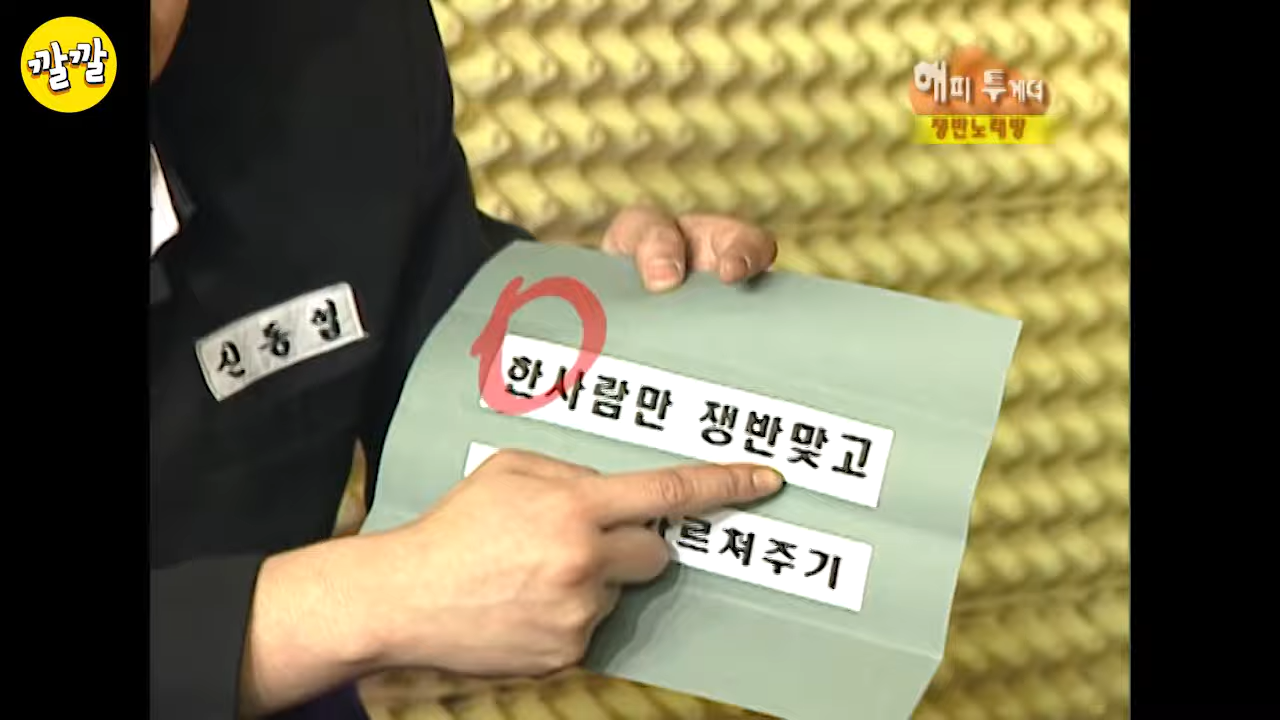 깔깔
해피 투게더
쟁반노래방
신동엽
한사람만 쟁반맞고
르쳐주기